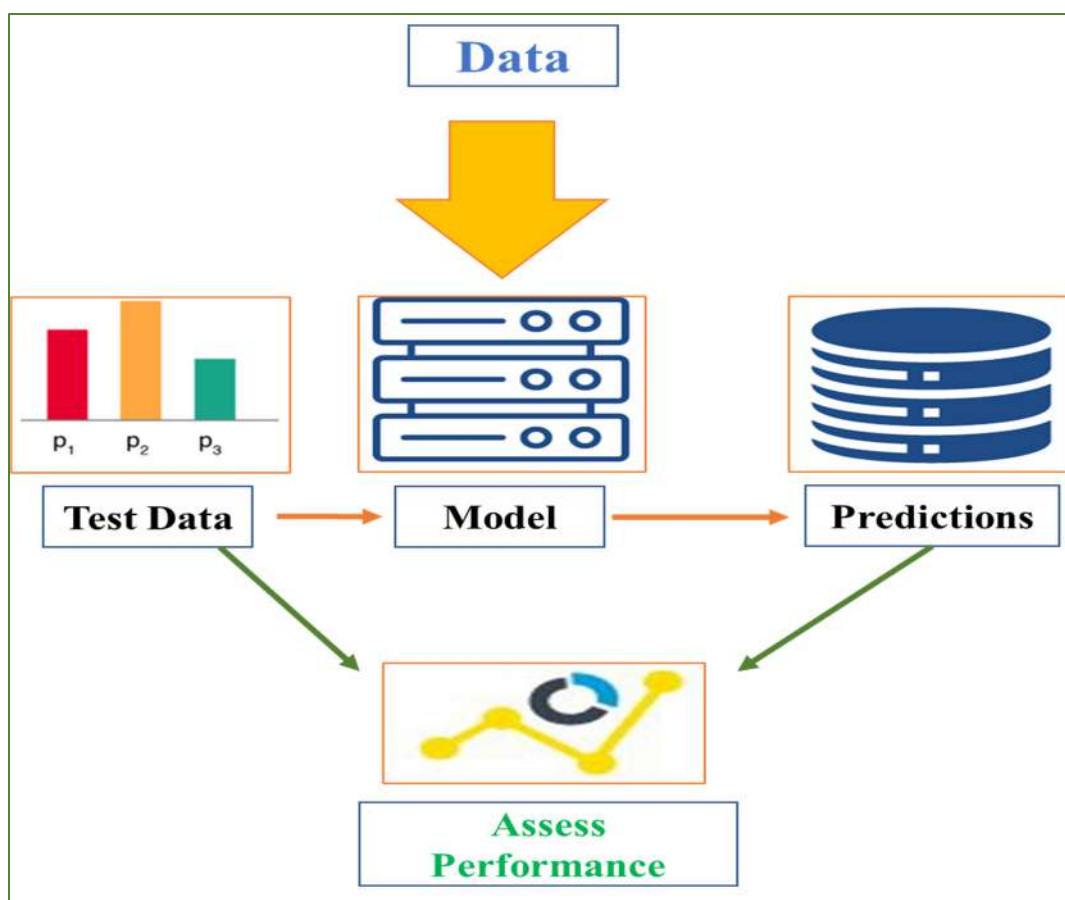 Data
p₁ p₂ p₃
Test Data
Model
Predictions
Assess
Performance